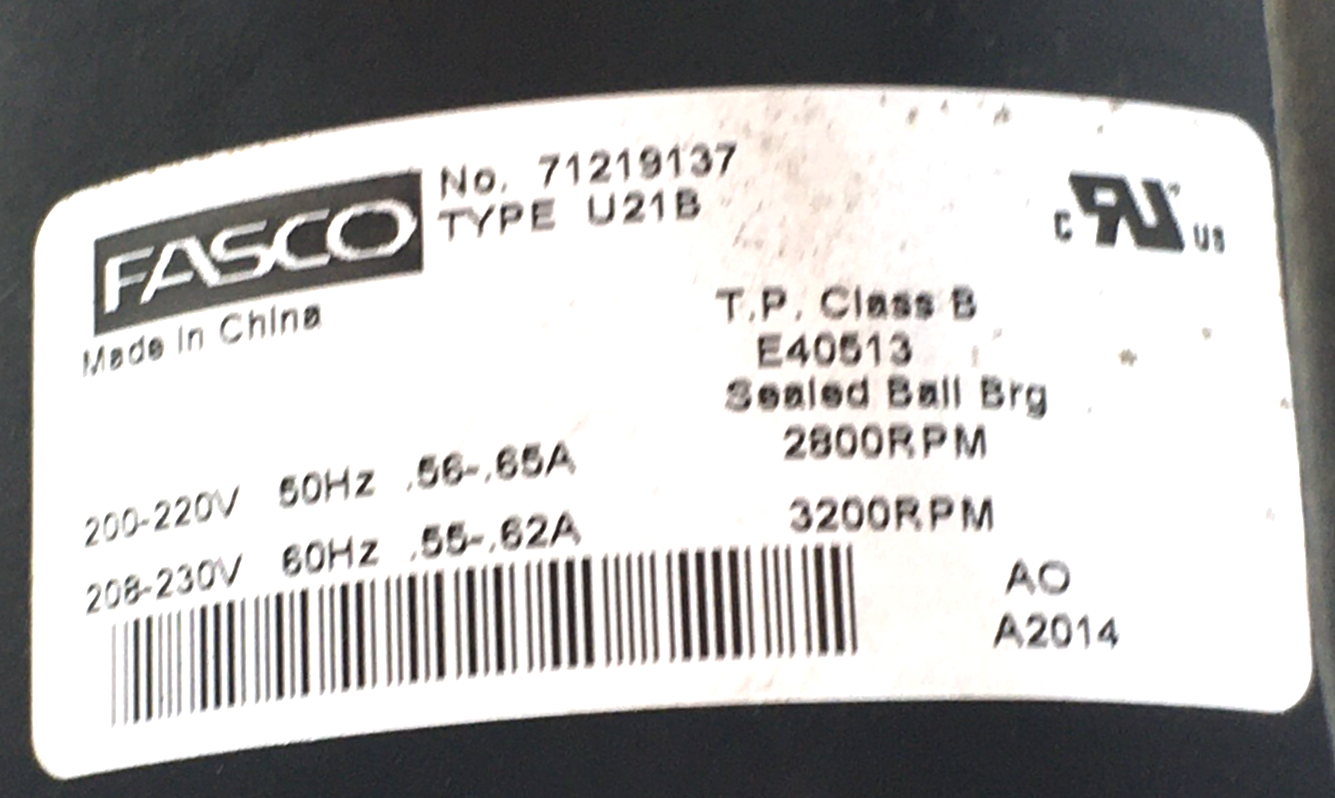 FASCO
No. 71219137
TYPE U21B
Made in China
C RU US
T.P. Class B
E40513
Sealed Ball Brg
200-220V 50Hz .56-.65A 2800RPM
208-230V 60Hz .55-.62A 3200RPM
AO
A2014